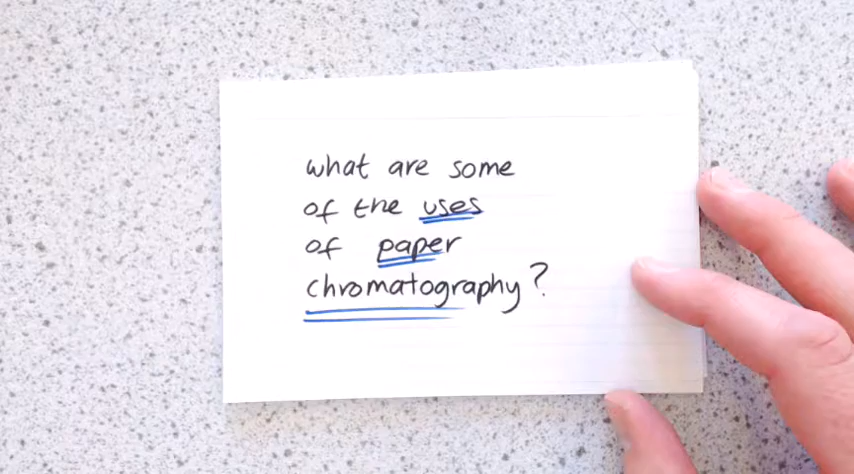 what are some
of the uses
of paper
chromatography?